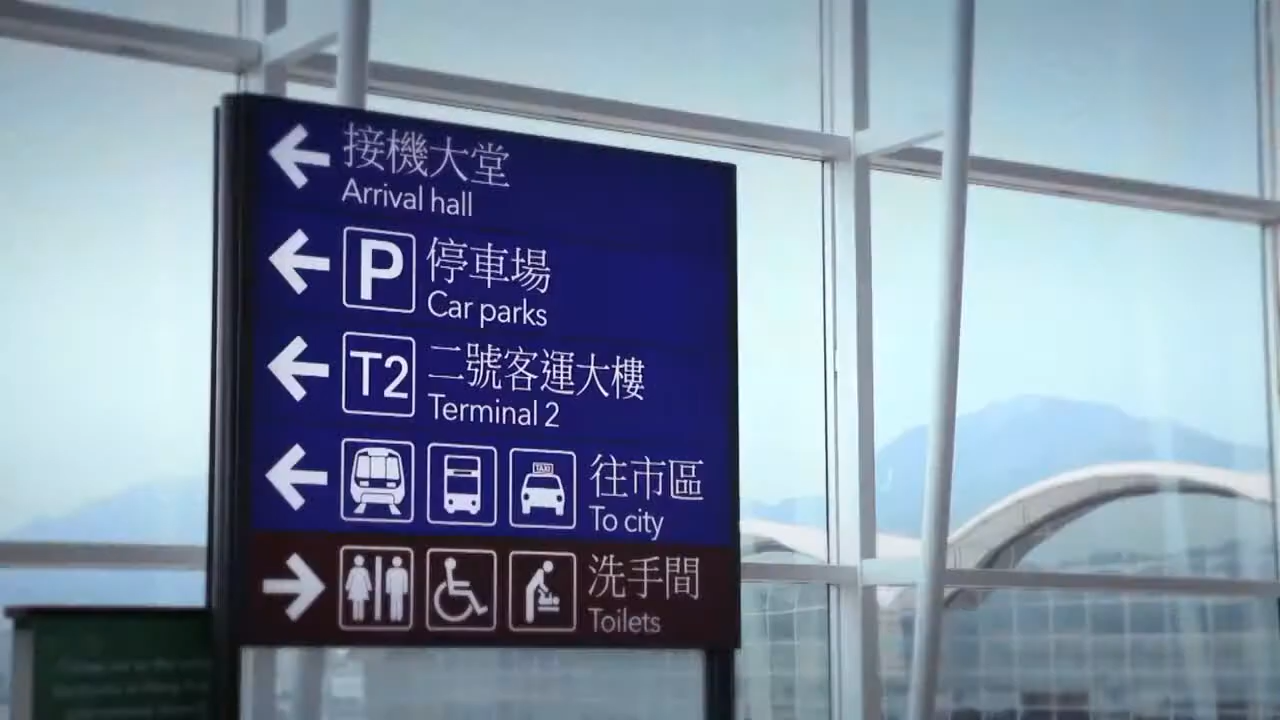 接機大堂
Arrival hall
P
停車場
Car parks
T2
二號客運大樓
Terminal 2
TAXI
往市區
To city
洗手間
Toilets